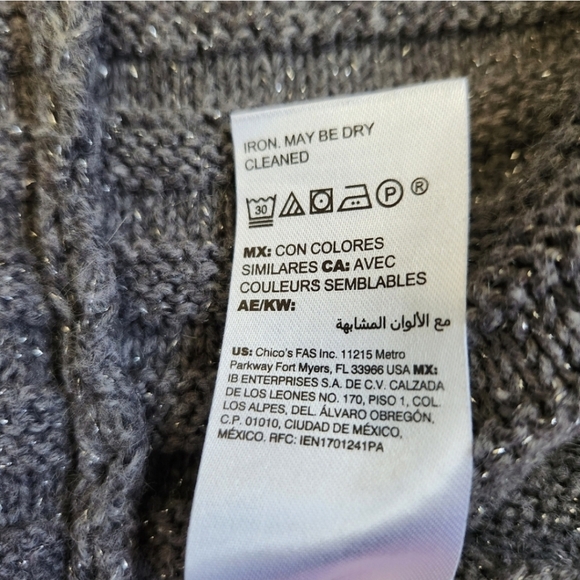 IRON. MAY BE DRY
CLEANED
30 P ®
MX: CON COLORES
SIMILARES CA: AVEC
COULEURS SEMBLABLES
AE/KW:
مع الألوان المشابهة
US: Chico's FAS Inc. 11215 Metro
Parkway Fort Myers, FL 33966 USA MX:
IB ENTERPRISES S.A. DE C.V. CALZADA
DE LOS LEONES NO. 170, PISO 1, COL.
LOS ALPES, DEL. ÁLVARO OBREGÓN,
C.P. 01010, CIUDAD DE MÉXICO,
MÉXICO. RFC: IEN1701241PA